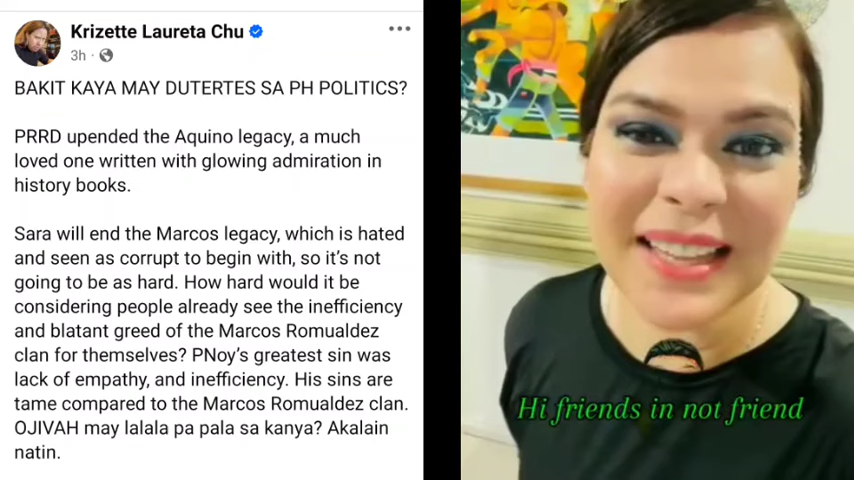 Krizette Laureta Chu
3h ·
BAKIT KAYA MAY DUTERTES SA PH POLITICS?
PRRD upended the Aquino legacy, a much
loved one written with glowing admiration in
history books.
Sara will end the Marcos legacy, which is hated
and seen as corrupt to begin with, so it's not
going to be as hard. How hard would it be
considering people already see the inefficiency
and blatant greed of the Marcos Romualdez
clan for themselves? PNoy's greatest sin was
lack of empathy, and inefficiency. His sins are
tame compared to the Marcos Romualdez clan.
OJIVAH may lalala pa pala sa kanya? Akalain
natin.
Hi friends in not friend